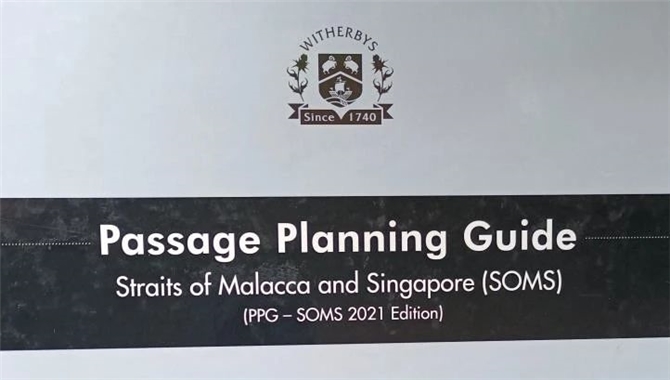 WITHERBYS
Since 1740
Passage Planning Guide
Straits of Malacca and Singapore (SOMS)
(PPG – SOMS 2021 Edition)